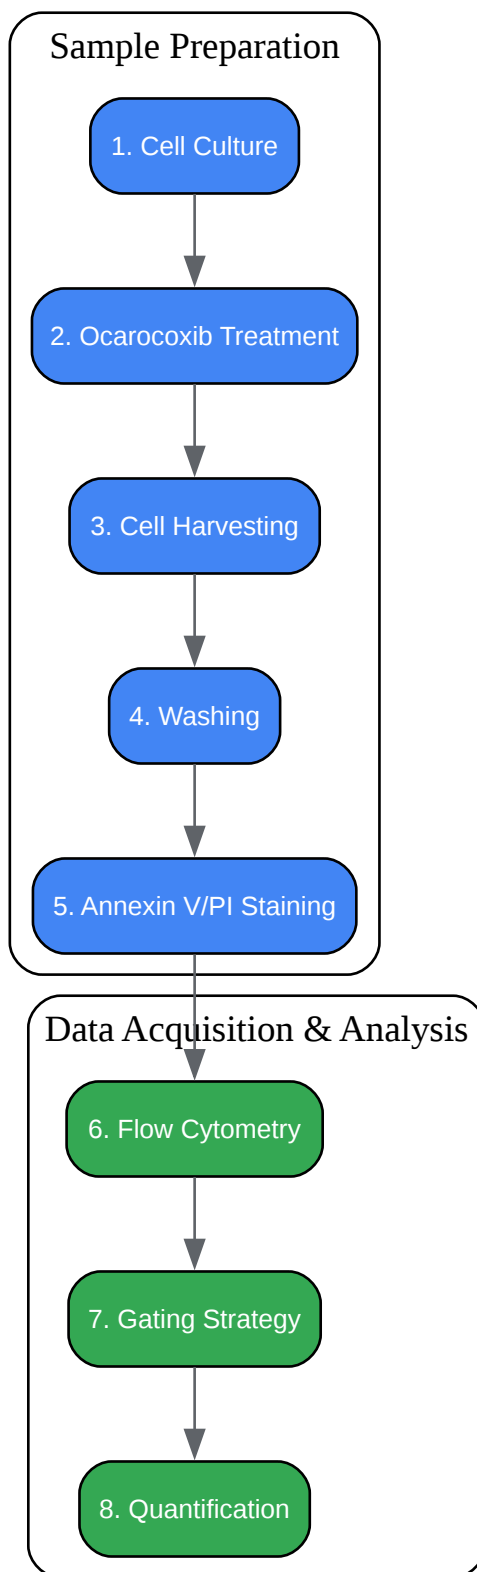 Sample Preparation
1. Cell Culture
2. Ocarocoxib Treatment
3. Cell Harvesting
4. Washing
5. Annexin V/PI Staining
Data Acquisition & Analysis
6. Flow Cytometry
7. Gating Strategy
8. Quantification